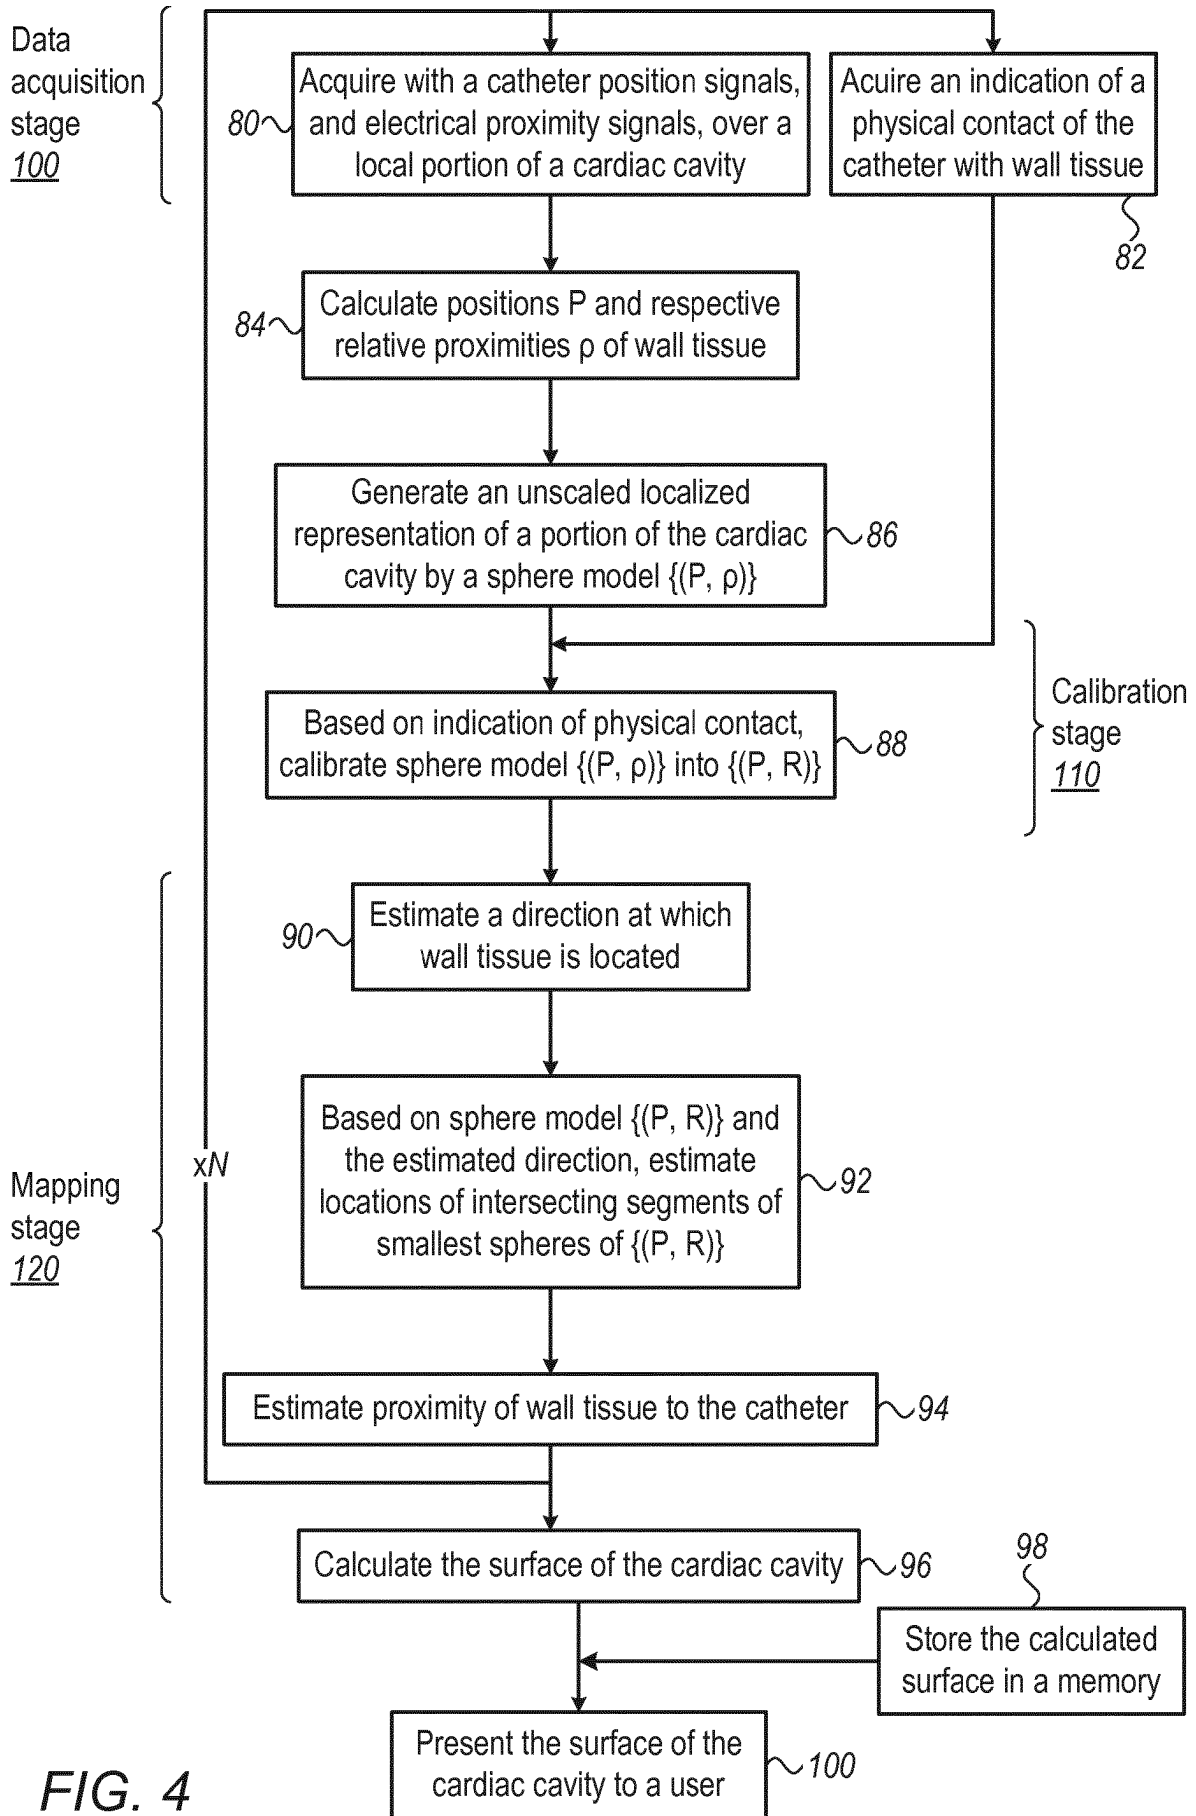 Data
acquisition
stage
100
80
Acquire with a catheter position signals,
and electrical proximity signals, over a
local portion of a cardiac cavity
Acuire an indication of a
physical contact of the
catheter with wall tissue
82
84
Calculate positions P and respective
relative proximities ρ of wall tissue
Generate an unscaled localized
representation of a portion of the cardiac
cavity by a sphere model {(P, ρ)}
86
Based on indication of physical contact,
calibrate sphere model {(P, ρ)} into {(P, R)}
88
Calibration
stage
110
90
Estimate a direction at which
wall tissue is located
Based on sphere model {(P, R)} and
the estimated direction, estimate
locations of intersecting segments of
smallest spheres of {(P, R)}
92
xN
Mapping
stage
120
Estimate proximity of wall tissue to the catheter
94
Calculate the surface of the cardiac cavity
96
98
Store the calculated
surface in a memory
Present the surface of the
cardiac cavity to a user
100
FIG. 4